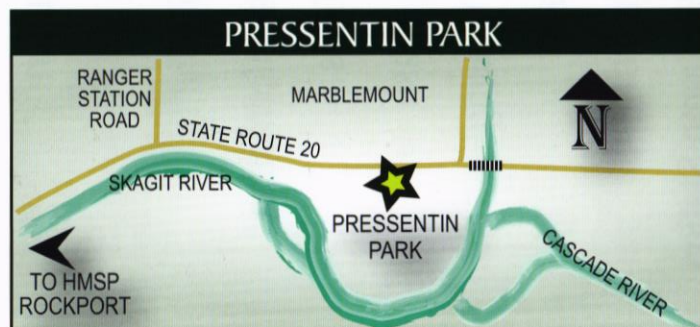 PRESSENTIN PARK
RANGER
STATION
ROAD
MARBLEMOUNT
N
STATE ROUTE 20
SKAGIT RIVER
PRESSENTIN
PARK
CASCADE RIVER
TO HMSP
ROCKPORT